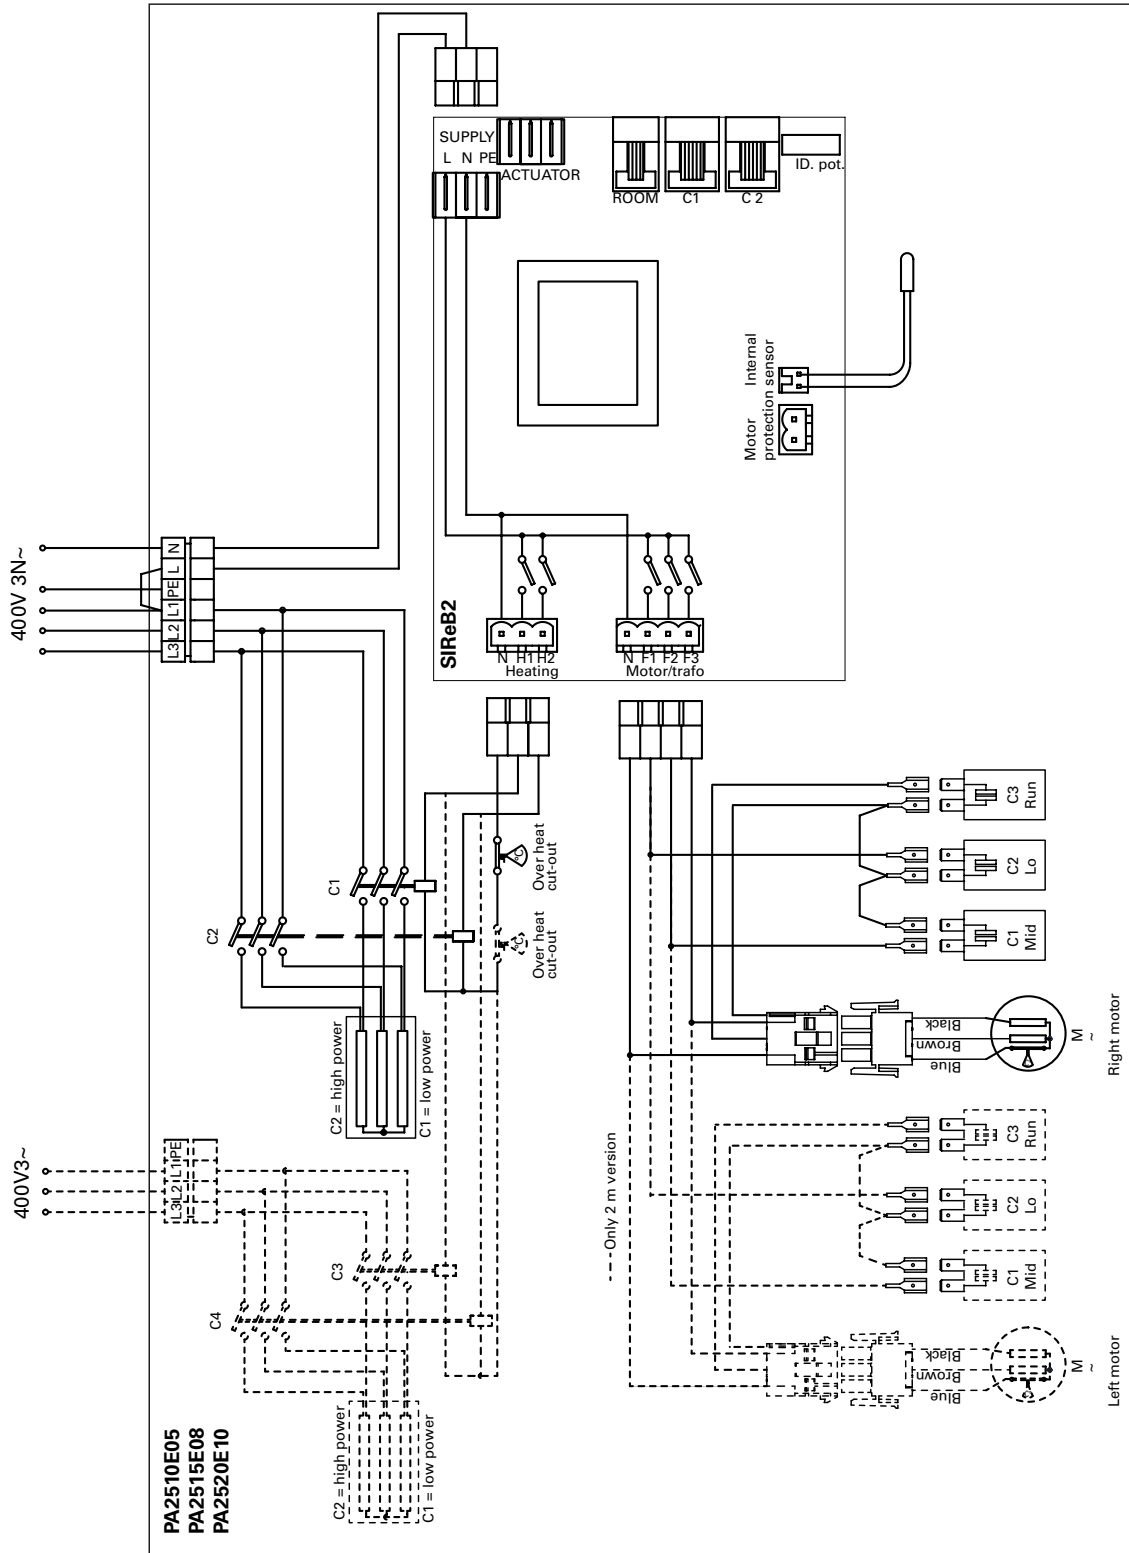 400V 3N~
400V3~
N
L
PE
L1
L2
L3
PE
L1
L2
L3
SUPPLY
L N PE
ACTUATOR
ROOM
C1
C 2
ID. pot.
Internal
Motor
protection sensor
SIReB2
N H1 H2
Heating
N F1 F2 F3
Motor/trafo
C2
C1
C2 = high power
C1 = low power
°C
Over heat
cut-out
°C
Over heat
cut-out
C3
C4
C2 = high power
C1 = low power
PA2510E05
PA2515E08
PA2520E10
Only 2 m version
C3
Run
C2
Lo
C1
Mid
Black
Brown
Blue
M
~
Right motor
C3
Run
C2
Lo
C1
Mid
Black
Brown
Blue
M
~
Left motor